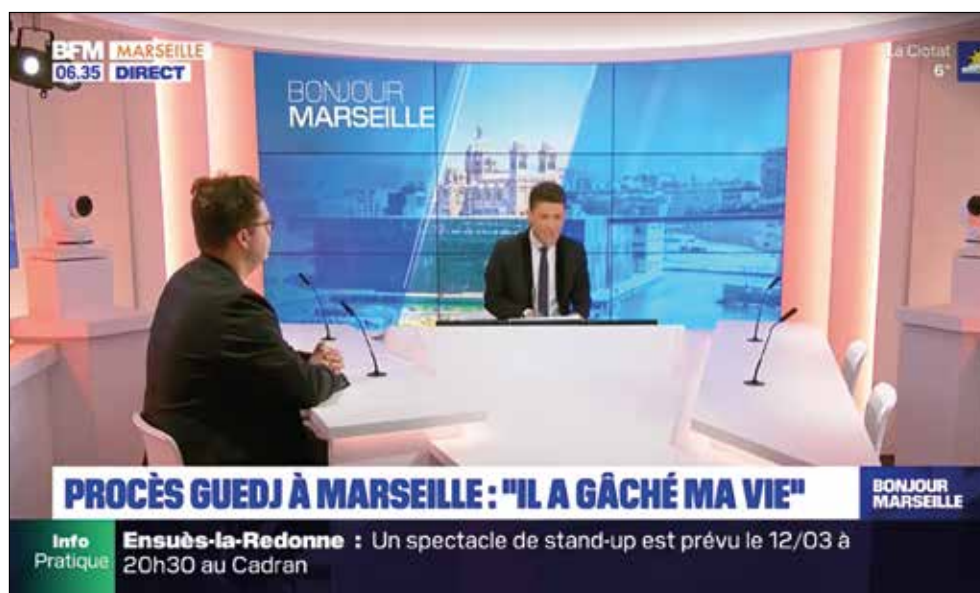 BFM MARSEILLE
06.35 DIRECT
La Ciotat
6°
BONJOUR
MARSEILLE
PROCÈS GUEDJ À MARSEILLE : "IL A GÂCHÉ MA VIE"
BONJOUR
MARSEILLE
Info
Pratique
Ensuès-la-Redonne : Un spectacle de stand-up est prévu le 12/03 à
20h30 au Cadran